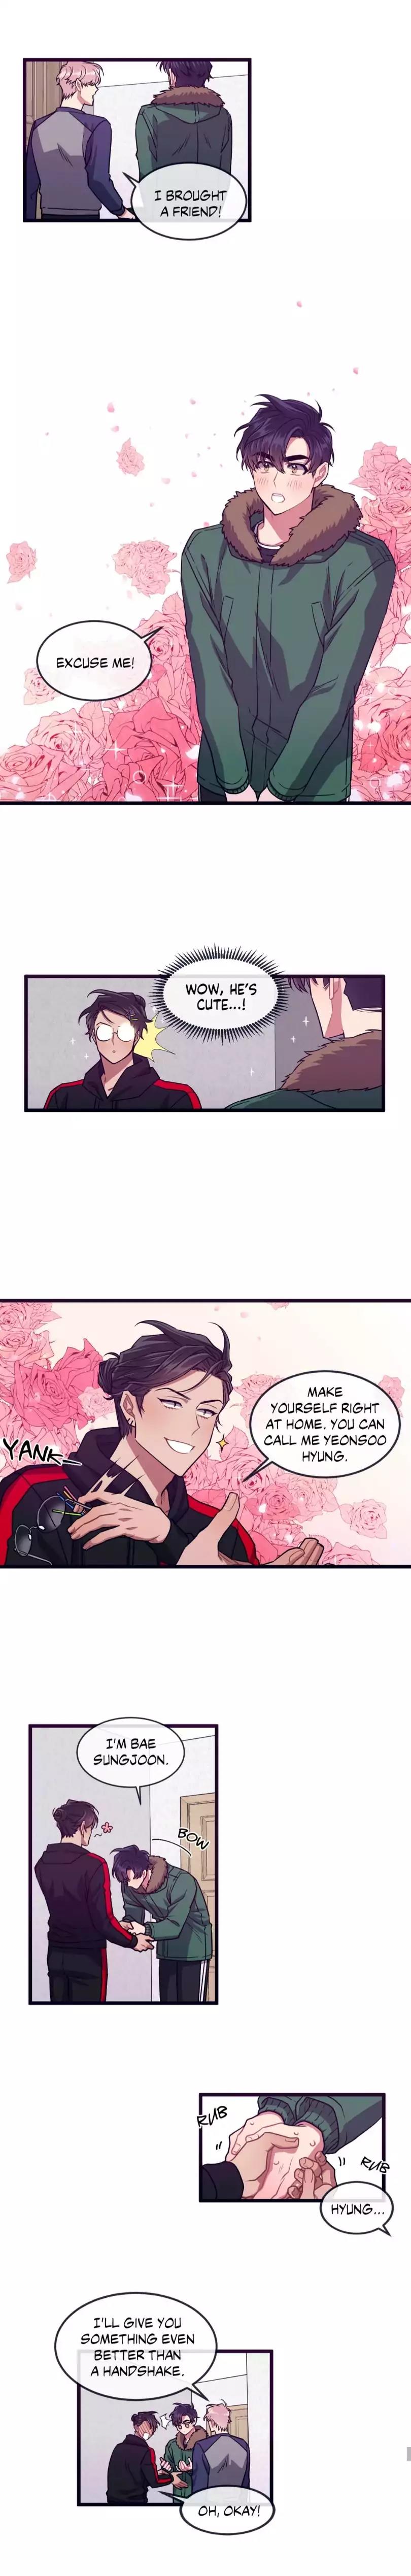 I BROUGHT
A FRIEND!
EXCUSE ME!
WOW, HE'S
CUTE...!
MAKE
YOURSELF RIGHT
AT HOME. YOU CAN
CALL ME YEONSOO
HYUNG.
YANK
I'M BAE
SUNGJOON.
BOW
RUB
RUB
HYUNG...
I'LL GIVE YOU
SOMETHING EVEN
BETTER THAN
A HANDSHAKE.
OH, OKAY!